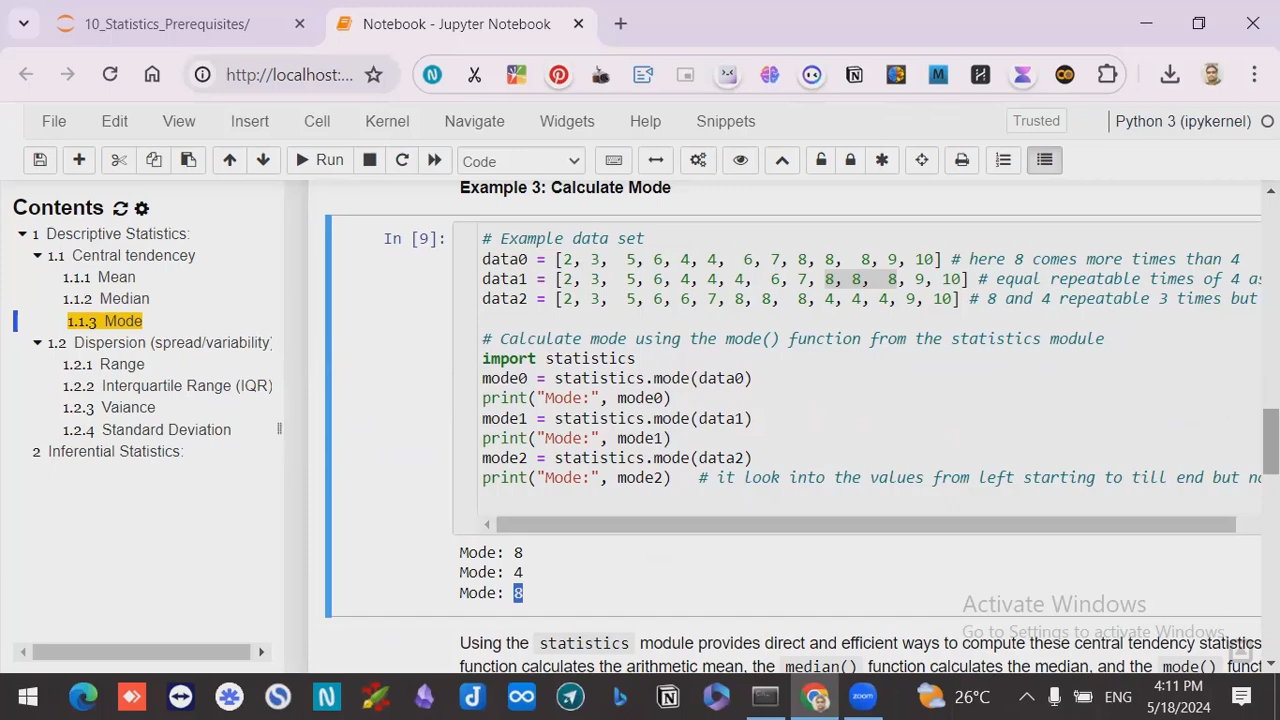 10_Statistics_Prerequisites/
Notebook - Jupyter Notebook
http://localhost:...
File Edit View Insert Cell Kernel Navigate Widgets Help Snippets
Trusted
Python 3 (ipykernel)
Run
Code
Contents
1 Descriptive Statistics:
1.1 Central tendencey
1.1.1 Mean
1.1.2 Median
1.1.3 Mode
1.2 Dispersion (spread/variability)
1.2.1 Range
1.2.2 Interquartile Range (IQR)
1.2.3 Vaiance
1.2.4 Standard Deviation
2 Inferential Statistics:
Example 3: Calculate Mode
In [9]:
# Example data set
data0 = [2, 3,  5, 6, 4, 4,  6, 7, 8, 8,  8, 9, 10] # here 8 comes more times than 4
data1 = [2, 3,  5, 6, 4, 4, 4,  6, 7, 8, 8,  8, 9, 10] # equal repeatable times of 4 as
data2 = [2, 3,  5, 6, 6, 7, 8, 8,  8, 4, 4, 4, 9, 10] # 8 and 4 repeatable 3 times but
# Calculate mode using the mode() function from the statistics module
import statistics
mode0 = statistics.mode(data0)
print("Mode:", mode0)
mode1 = statistics.mode(data1)
print("Mode:", mode1)
mode2 = statistics.mode(data2)
print("Mode:", mode2)  # it look into the values from left starting to till end but no
Mode: 8
Mode: 4
Mode: 8
Using the statistics module provides direct and efficient ways to compute these central tendency statistics
function calculates the arithmetic mean, the median() function calculates the median, and the mode() funct
Activate Windows
Go to Settings to activate Windows.
26°C
ENG
4:11 PM
5/18/2024
zoom